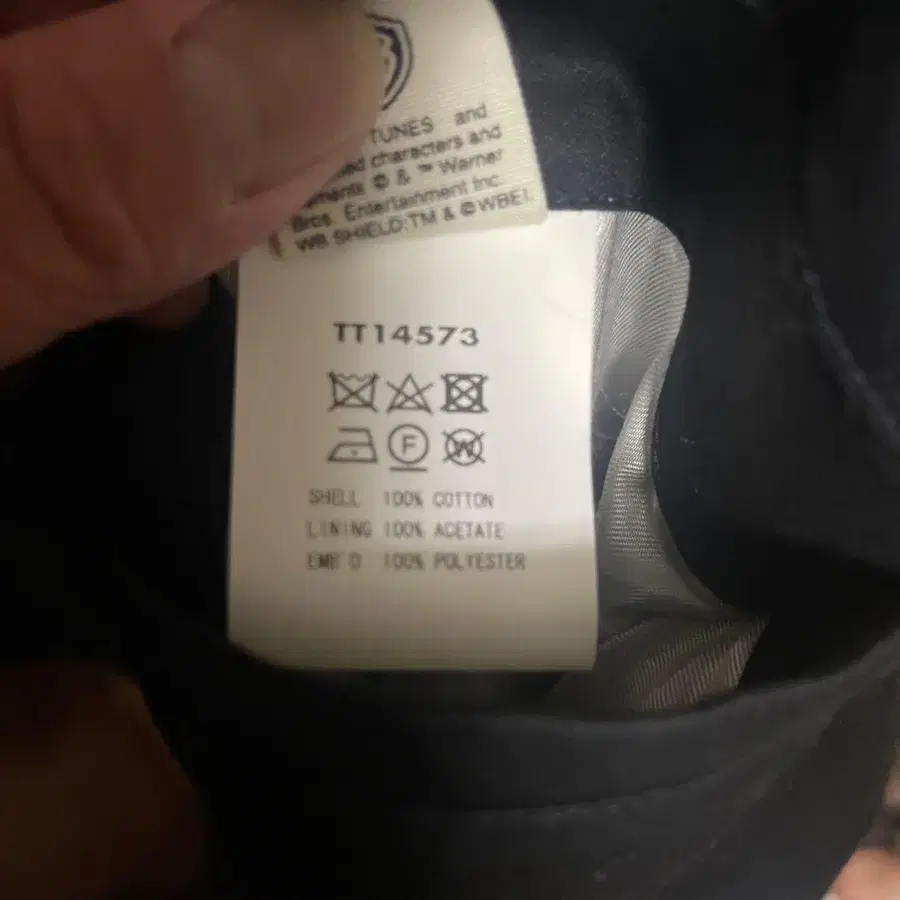 TUNES and
characters and
© & ™ Warner
Bros. Entertainment Inc.
WB SHIELD: TM & © WBEI.
TT14573
F W
SHELL 100% COTTON
LINING 100% ACETATE
EMB'D 100% POLYESTER